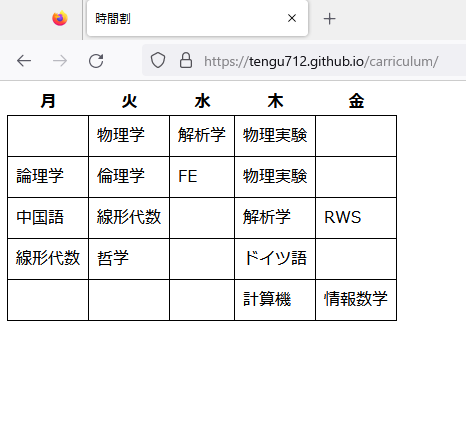 時間割
https://tengu712.github.io/carriculum/
月 火 水 木 金
物理学 解析学 物理実験
論理学 倫理学 FE 物理実験
中国語 線形代数 解析学 RWS
線形代数 哲学 ドイツ語
計算機 情報数学